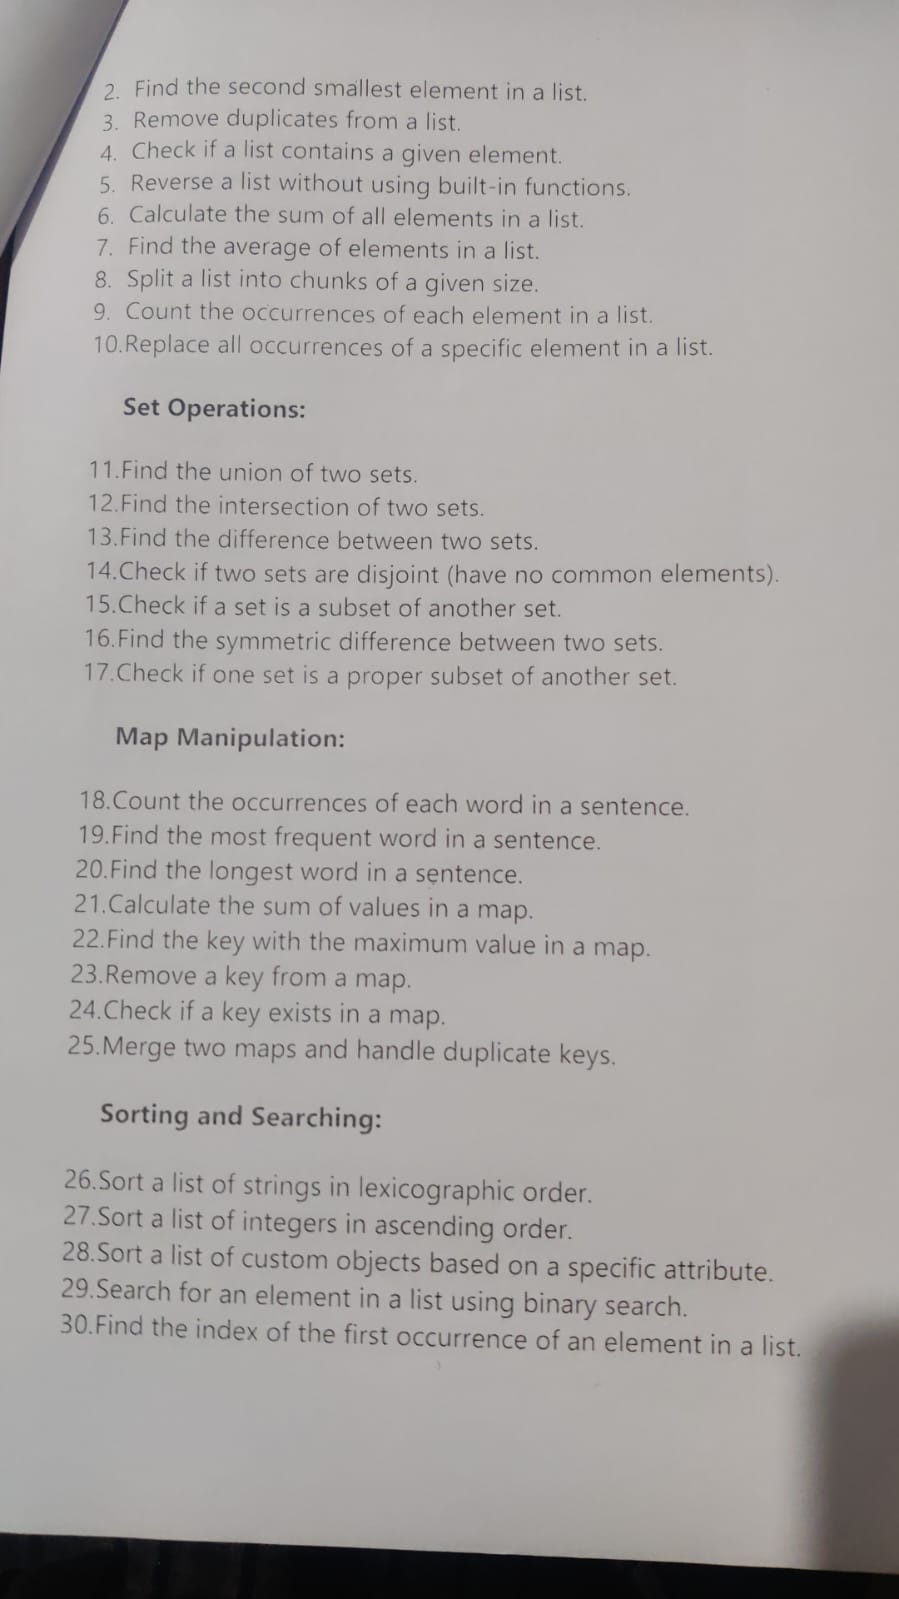 2. Find the second smallest element in a list.
3. Remove duplicates from a list.
4. Check if a list contains a given element.
5. Reverse a list without using built-in functions.
6. Calculate the sum of all elements in a list.
7. Find the average of elements in a list.
8. Split a list into chunks of a given size.
9. Count the occurrences of each element in a list.
10.Replace all occurrences of a specific element in a list.
Set Operations:
11.Find the union of two sets.
12.Find the intersection of two sets.
13.Find the difference between two sets.
14.Check if two sets are disjoint (have no common elements).
15.Check if a set is a subset of another set.
16.Find the symmetric difference between two sets.
17.Check if one set is a proper subset of another set.
Map Manipulation:
18.Count the occurrences of each word in a sentence.
19.Find the most frequent word in a sentence.
20.Find the longest word in a sentence.
21.Calculate the sum of values in a map.
22.Find the key with the maximum value in a map.
23.Remove a key from a map.
24.Check if a key exists in a map.
25.Merge two maps and handle duplicate keys.
Sorting and Searching:
26.Sort a list of strings in lexicographic order.
27.Sort a list of integers in ascending order.
28.Sort a list of custom objects based on a specific attribute.
29.Search for an element in a list using binary search.
30.Find the index of the first occurrence of an element in a list.